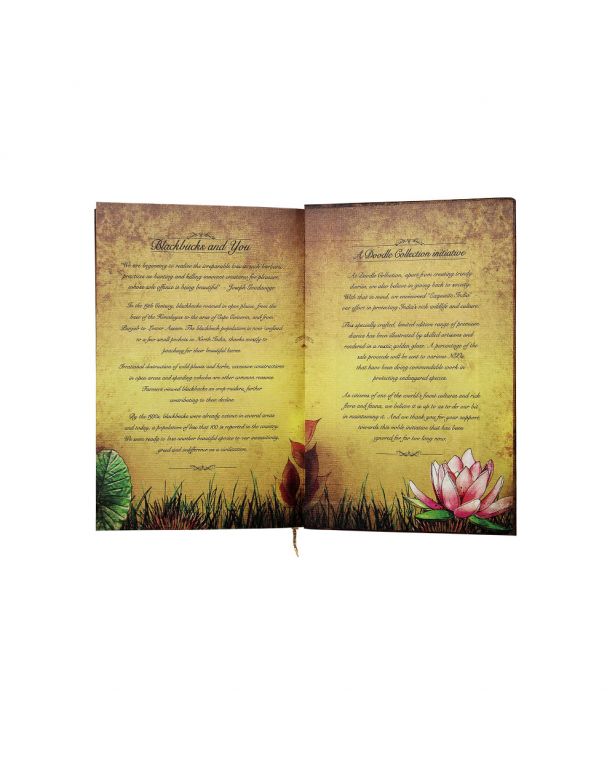 Blackbucks and You
"We are beginning to realise the irreparable loss in such barbaric
practices as hunting and killing innocent creatures for pleasure,
whose sole offence is being beautiful" - Joseph
In the 19th Century, blackbucks roamed in open plains, from the
base of the Himalayas to the area of Cape Comorin, and from
Punjab to Lower Assam. The blackbuck population is now confined
to a few small pockets in North India, thanks mostly to
poaching for their beautiful horns.
Irrational destruction of wild plants and herbs, excessive constructions
in open areas and speeding vehicles are other common reasons.
Farmers viewed blackbucks as crop-raiders, further
contributing to their decline.
By the 1970s, blackbucks were already extinct in several areas
and today, a population of less that 100 is reported in the country.
We seem ready to lose another beautiful species to our insensitivity,
greed and indifference as a civilization.
A Doodle Collection initiative
At Doodle Collection, apart from creating trendy
diaries, we also believe in giving back to society.
With that in mind, we envisioned 'Exquisite India'
our effort in protecting India's rich wildlife and culture.
This specially crafted, limited edition range of premium
diaries has been illustrated by skilled artisans and
rendered in a rustic golden glaze. A percentage of the
sale proceeds will be sent to various NGOs
that have been doing commendable work in
protecting endangered species.
As citizens of one of the world's finest cultures and rich
flora and fauna, we believe it is up to us to do our bit
in maintaining it. And we thank you for your support
towards this noble initiative that has been
ignored for far too long now.